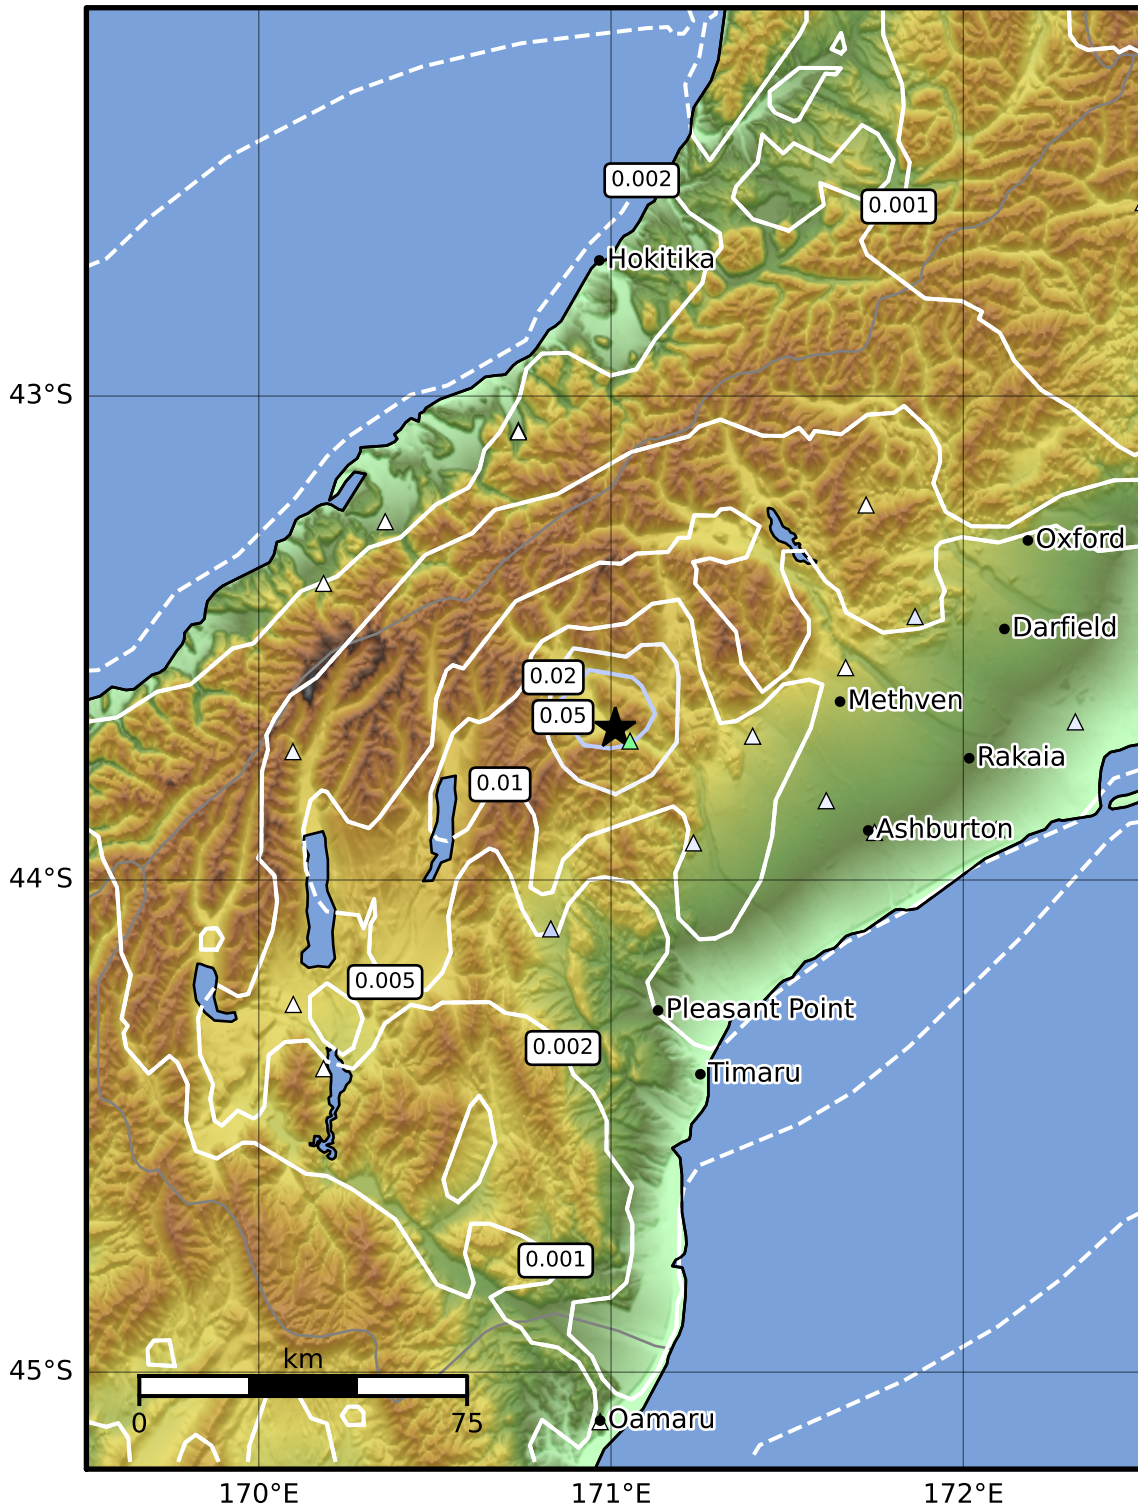 0.002
0.001
Hokitika
43°S
Oxford
Darfield
0.02
Methven
0.05
Rakaia
0.01
Ashburton
44°S
0.005
Pleasant Point
0.002
Timaru
0.001
km
45°S
0
75
Oamaru
170°E
171°E
172°E